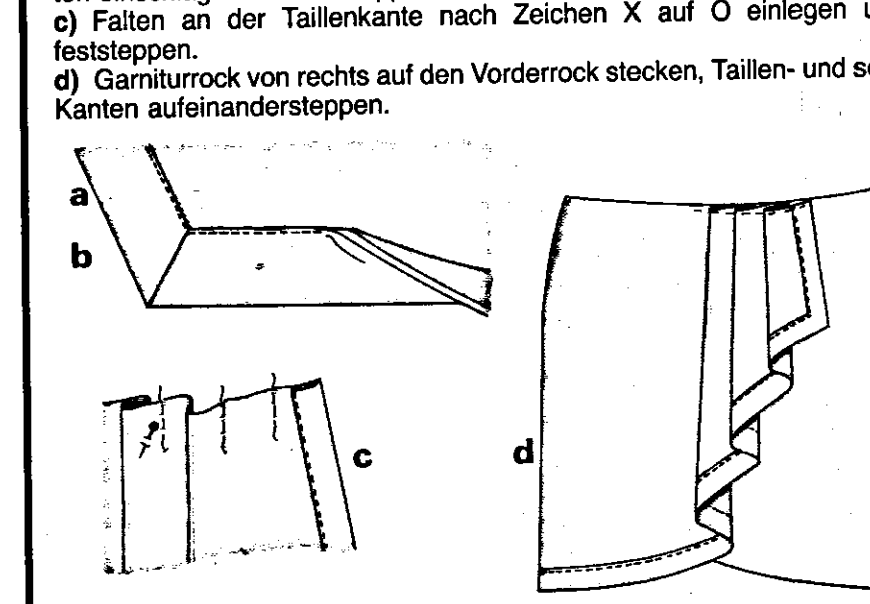 c) Falten an der Taillenkante nach Zeichen X auf O einlegen
feststeppen.
d) Garniturrock von rechts auf den Vorderrock stecken, Taillen- und
Kanten aufeinandersteppen.
a
b
c
d